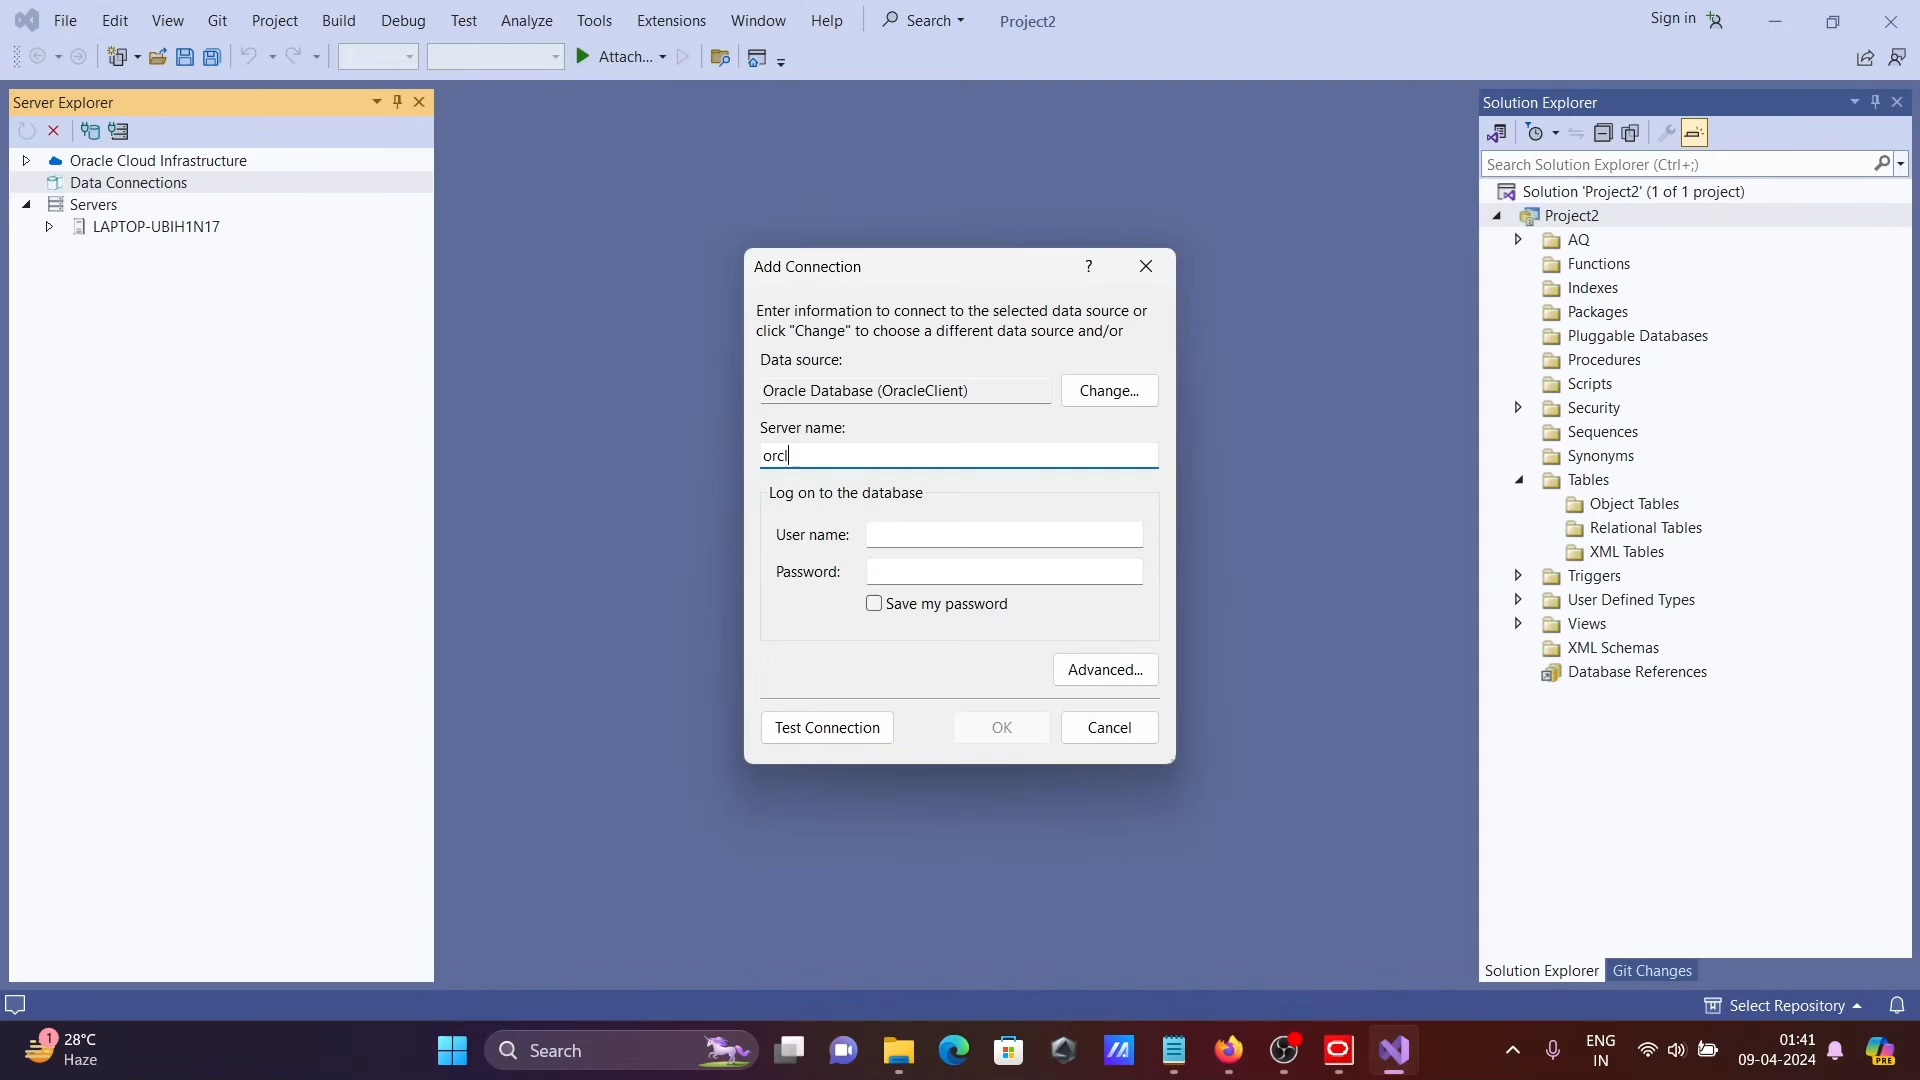 File Edit View Git Project Build Debug Test Analyze Tools Extensions Window Help Search Project2 Sign in
Attach...
Server Explorer
Oracle Cloud Infrastructure
Data Connections
Servers
LAPTOP-UBIH1N17
Add Connection ?
Enter information to connect to the selected data source or
click "Change" to choose a different data source and/or
Data source:
Oracle Database (OracleClient) Change...
Server name:
orcl
Log on to the database
User name:
Password:
Save my password
Advanced...
Test Connection OK Cancel
Solution Explorer
Search Solution Explorer (Ctrl+;)
Solution 'Project2' (1 of 1 project)
Project2
AQ
Functions
Indexes
Packages
Pluggable Databases
Procedures
Scripts
Security
Sequences
Synonyms
Tables
Object Tables
Relational Tables
XML Tables
Triggers
User Defined Types
Views
XML Schemas
Database References
Solution Explorer Git Changes
Select Repository
1
28°C
Haze
Search
ENG
IN
01:41
09-04-2024
PRE